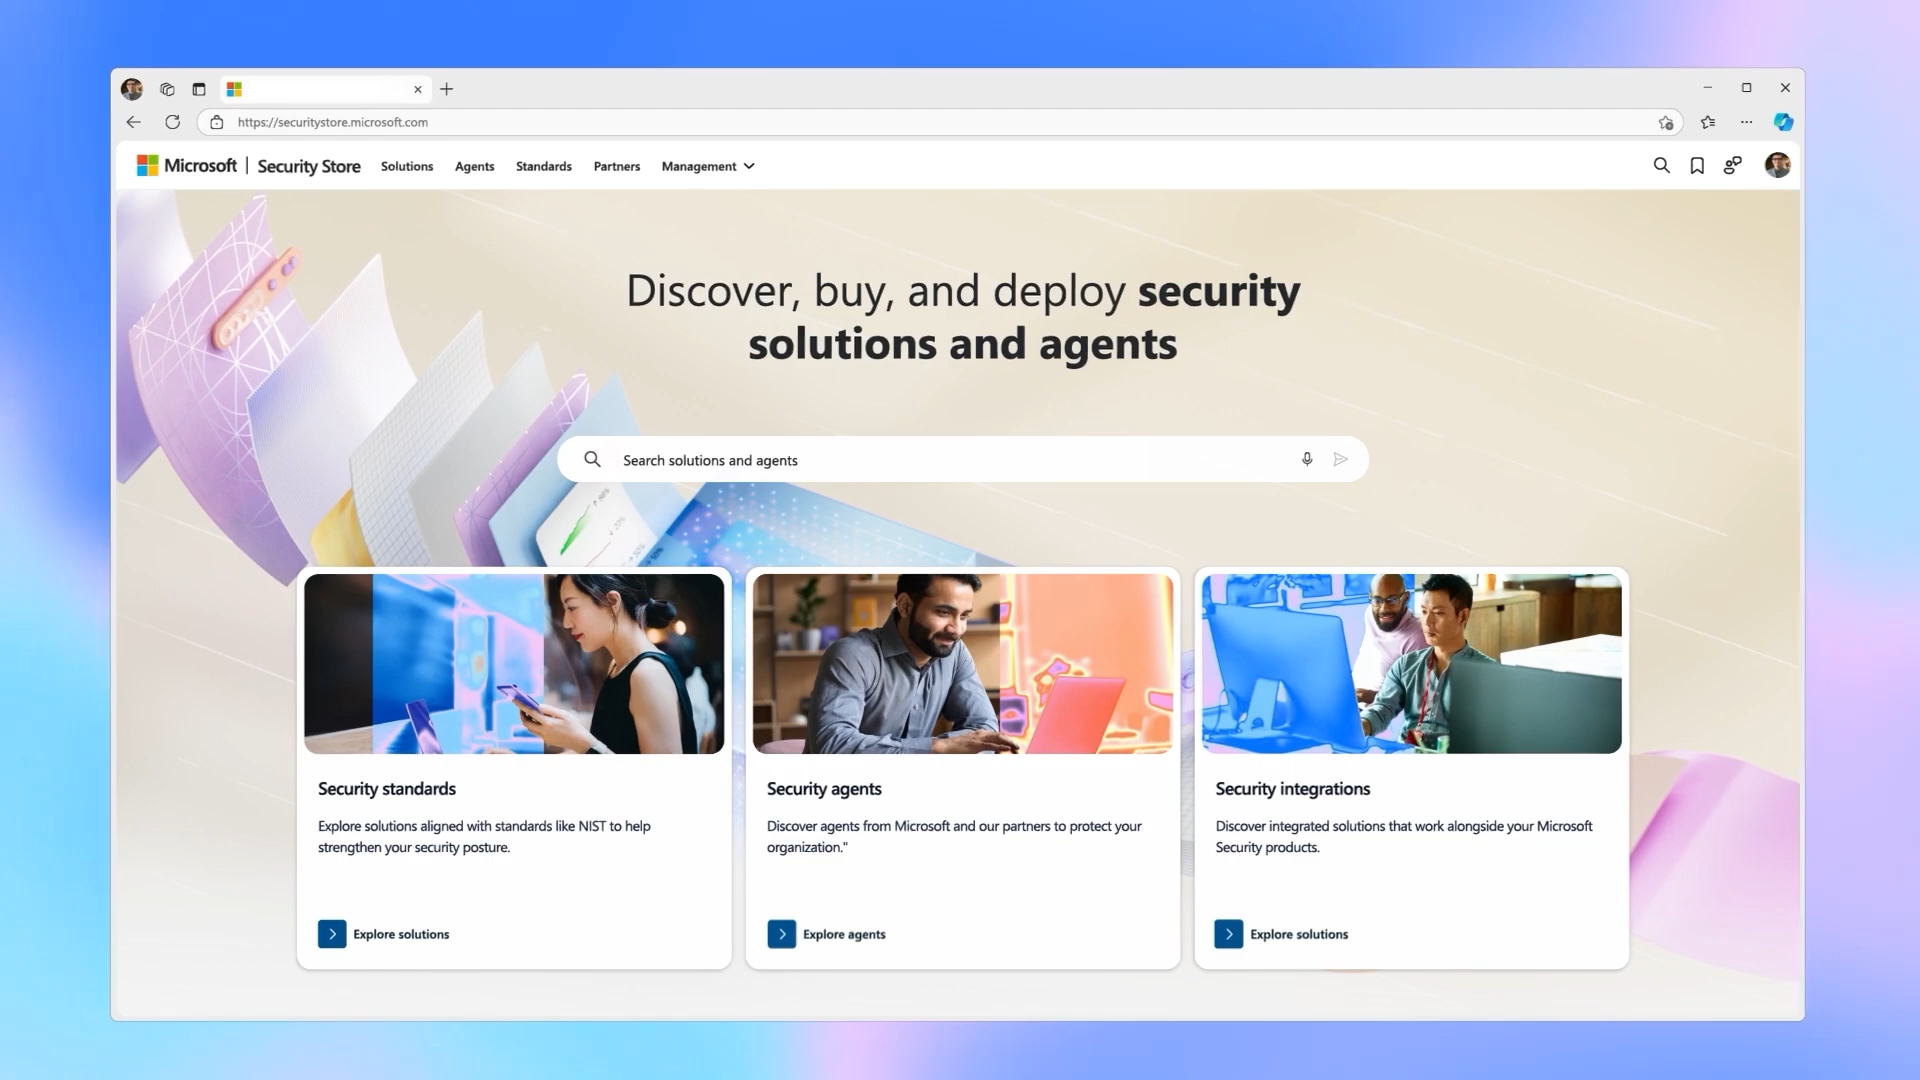 https://securitystore.microsoft.com
Microsoft | Security Store Solutions Agents Standards Partners Management
Discover, buy, and deploy security
solutions and agents
Search solutions and agents
Security standards
Explore solutions aligned with standards like NIST to help
strengthen your security posture.
Explore solutions
Security agents
Discover agents from Microsoft and our partners to protect your
organization."
Explore agents
Security integrations
Discover integrated solutions that work alongside your Microsoft
Security products.
Explore solutions